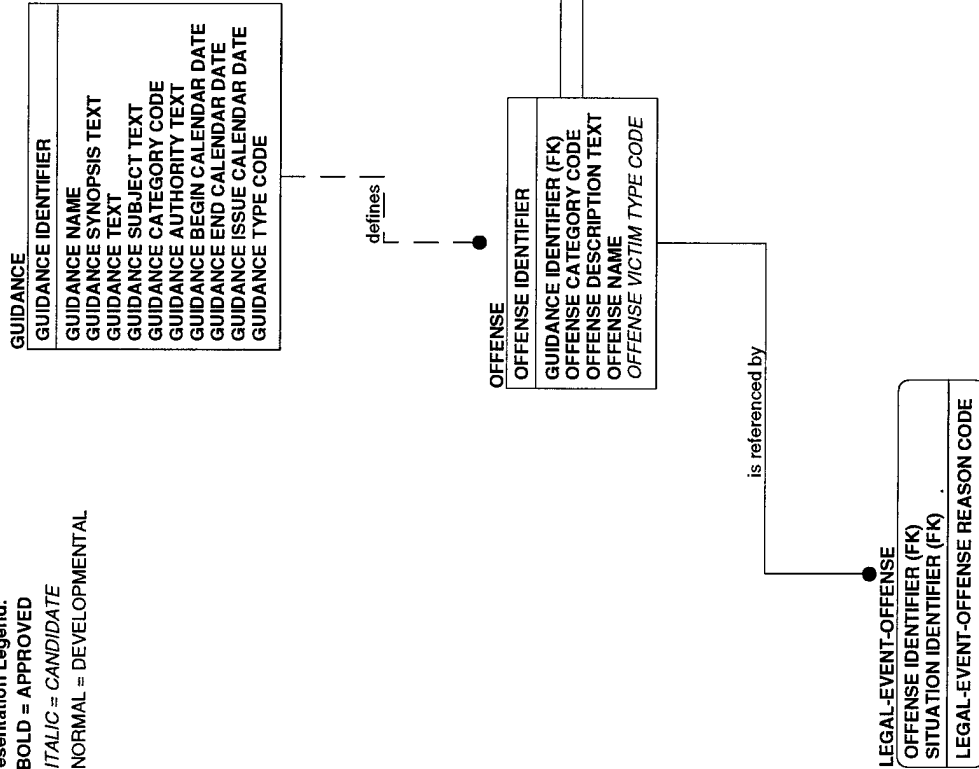 esentation Legend:
BOLD = APPROVED
ITALIC = CANDIDATE
NORMAL = DEVELOPMENTAL
GUIDANCE
GUIDANCE IDENTIFIER
GUIDANCE NAME
GUIDANCE SYNOPSIS TEXT
GUIDANCE TEXT
GUIDANCE SUBJECT TEXT
GUIDANCE CATEGORY CODE
GUIDANCE AUTHORITY TEXT
GUIDANCE BEGIN CALENDAR DATE
GUIDANCE END CALENDAR DATE
GUIDANCE ISSUE CALENDAR DATE
GUIDANCE TYPE CODE
defines
OFFENSE
OFFENSE IDENTIFIER
GUIDANCE IDENTIFIER (FK)
OFFENSE CATEGORY CODE
OFFENSE DESCRIPTION TEXT
OFFENSE NAME
OFFENSE VICTIM TYPE CODE
is referenced by
LEGAL-EVENT-OFFENSE
OFFENSE IDENTIFIER (FK)
SITUATION IDENTIFIER (FK)
LEGAL-EVENT-OFFENSE REASON CODE